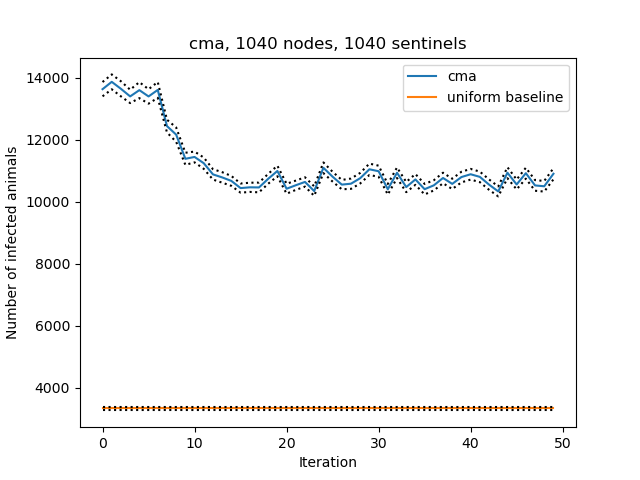 cma, 1040 nodes, 1040 sentinels
cma
uniform baseline
Number of infected animals
14000
12000
10000
8000
6000
4000
0 10 20 30 40 50
Iteration